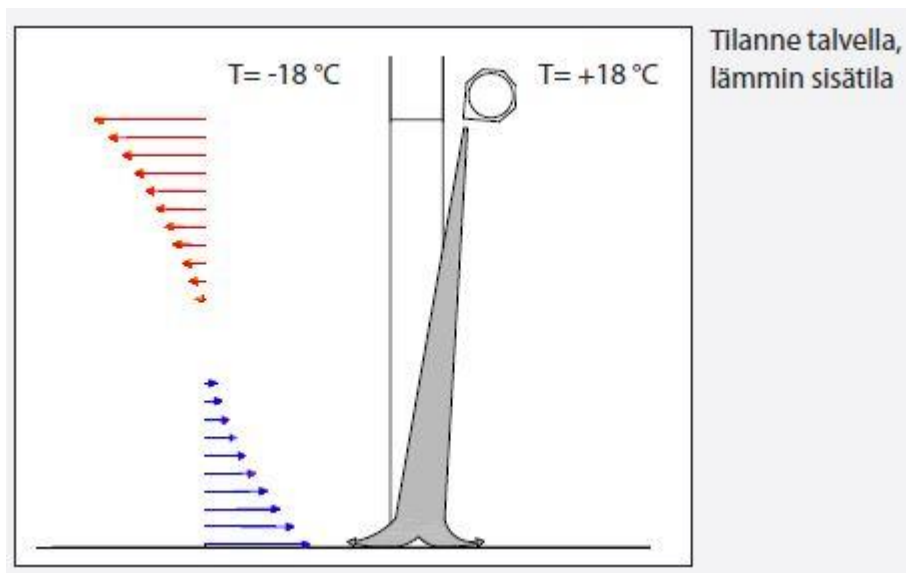 T= -18 °C
T= +18 °C
Tilanne talvella,
lämmin sisätila